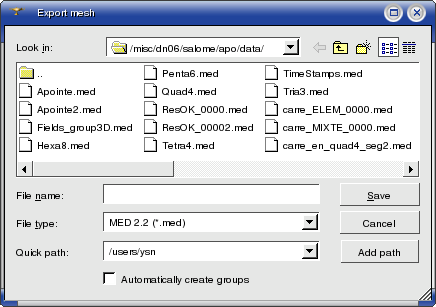 Export mesh
Look in: /misc/dn06/salome/apo/data/
.. Penta6.med TimeStamps.med
Apointe.med Quad4.med Tria3.med
Apointe2.med ResOK_0000.med carre_ELEM_0000.med
Fields_group3D.med ResOK_00002.med carre_MIXTE_0000.med
Hexa8.med Tetra4.med carre_en_quad4_seg2.med
File name: Save
File type: MED 2.2 (*.med) Cancel
Quick path: /users/ysn Add path
Automatically create groups